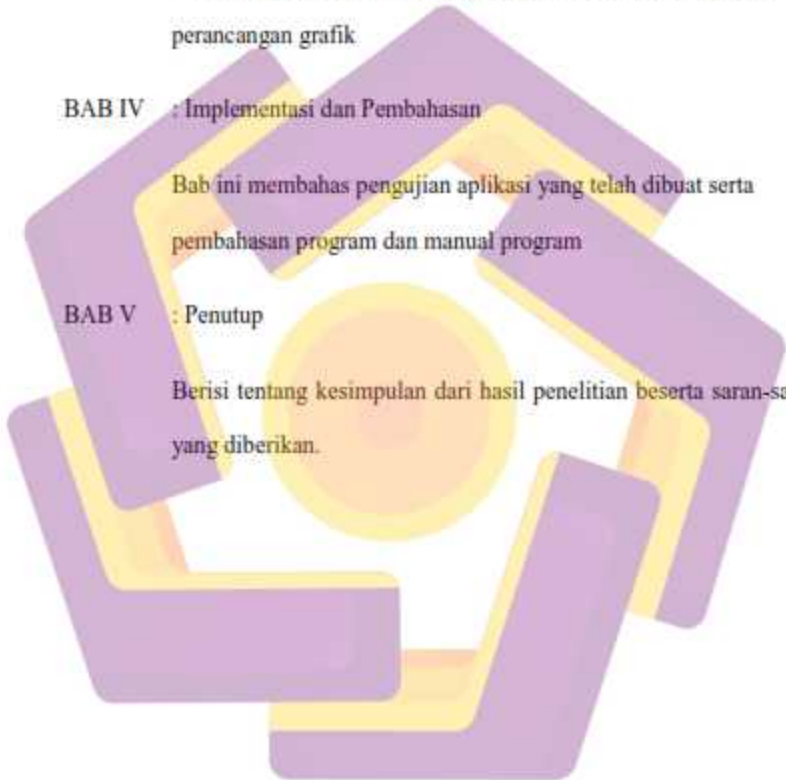 perancangan grafik
BAB IV : Implementasi dan Pembahasan
Bab ini membahas pengujian aplikasi yang telah dibuat serta
pembahasan program dan manual program
BAB V : Penutup
Berisi tentang kesimpulan dari hasil penelitian beserta
yang diberikan.